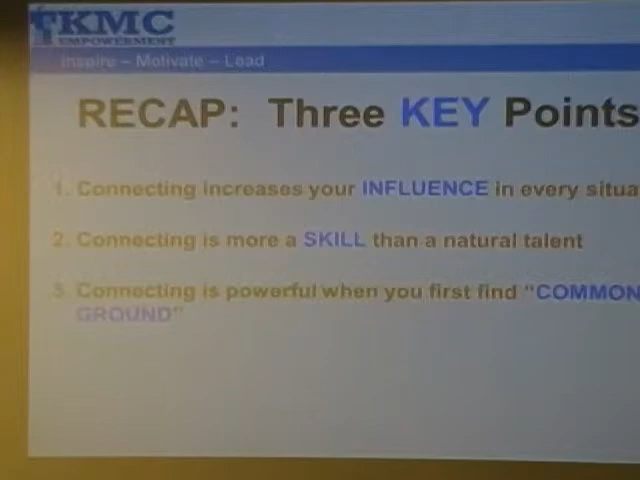 KMC
EMPOWERMENT
Inspire – Motivate – Lead
RECAP: Three KEY Points
1. Connecting increases your INFLUENCE in every situa
2. Connecting is more a SKILL than a natural talent
3. Connecting is powerful when you first find "COMMON
GROUND"